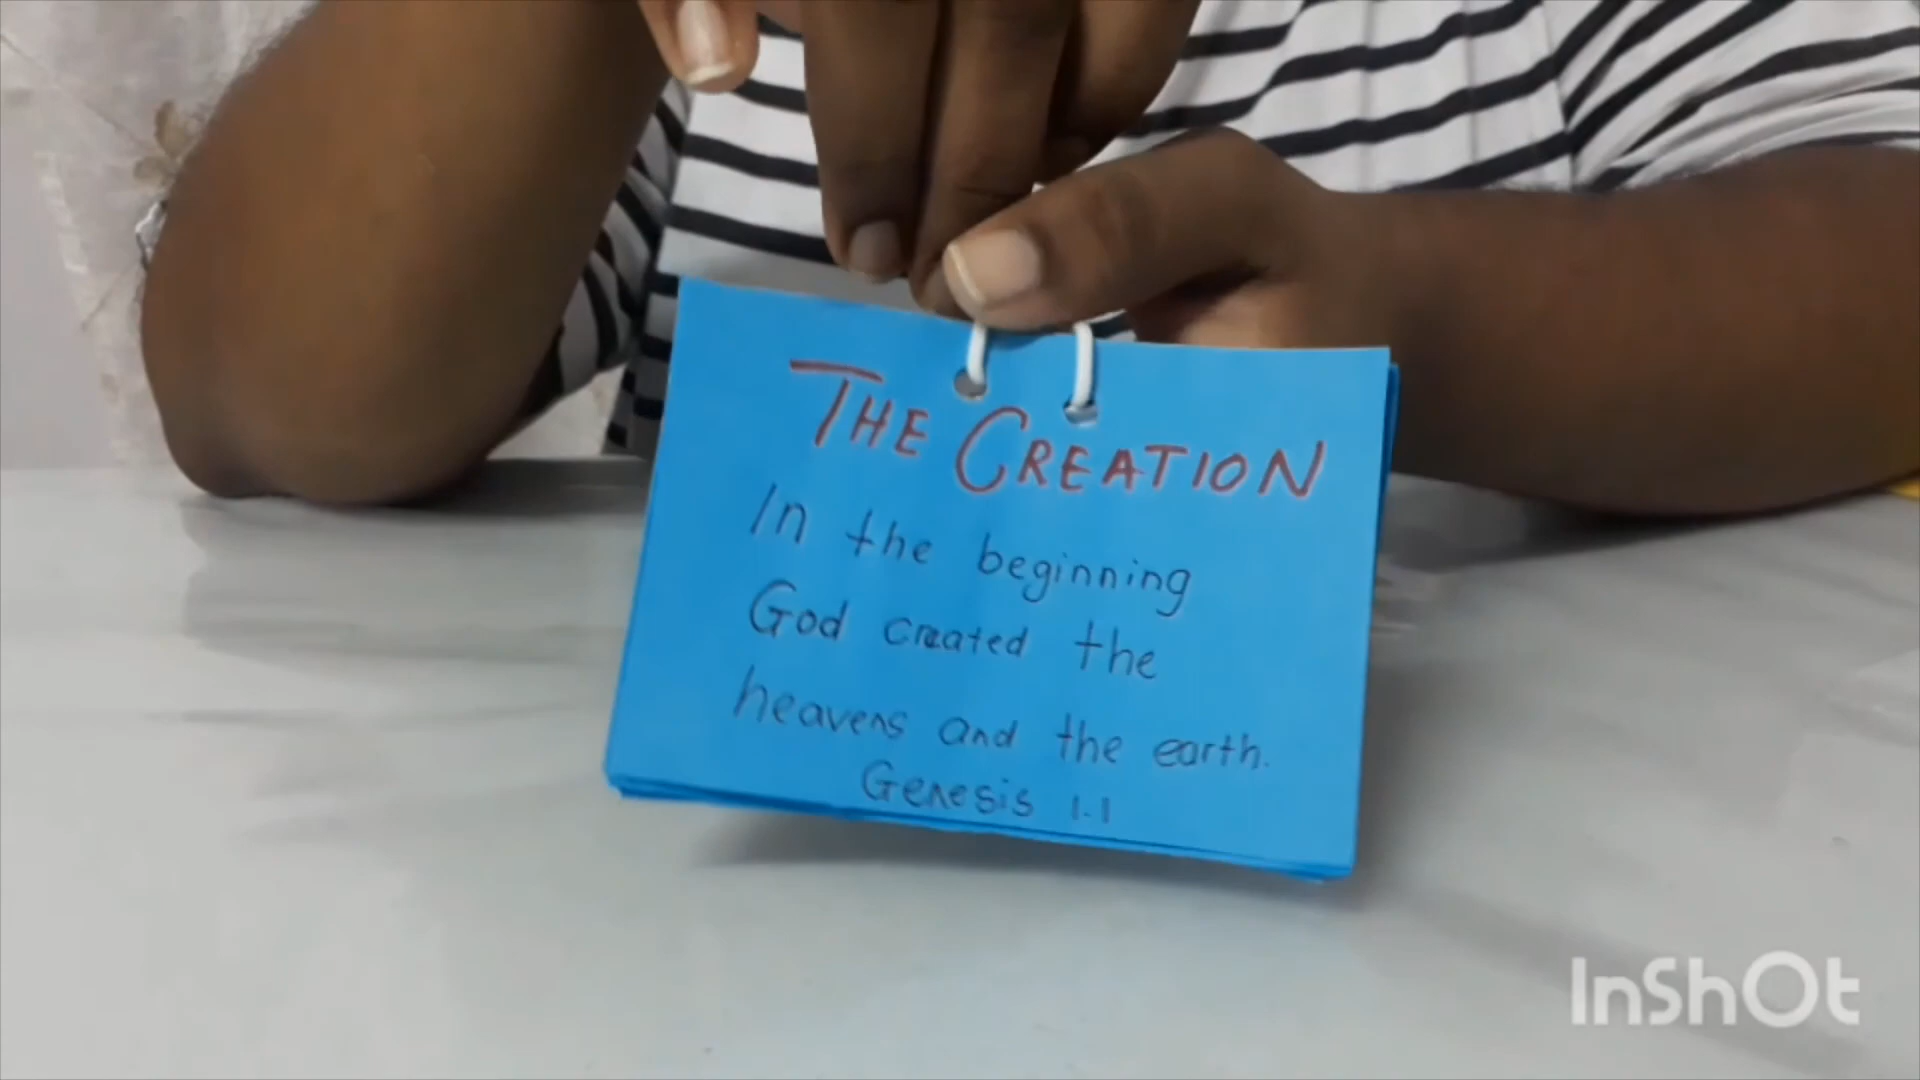 THE CREATION
In the beginning
God created the
heavens and the earth.
Genesis 1.1
InShOt